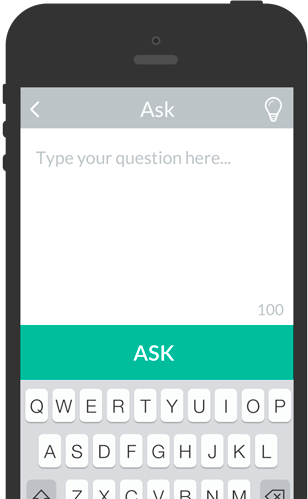 Ask
Type your question here...
100
ASK
Q W E R T Y U I O P
A S D F G H J K L
Z X C V B N M